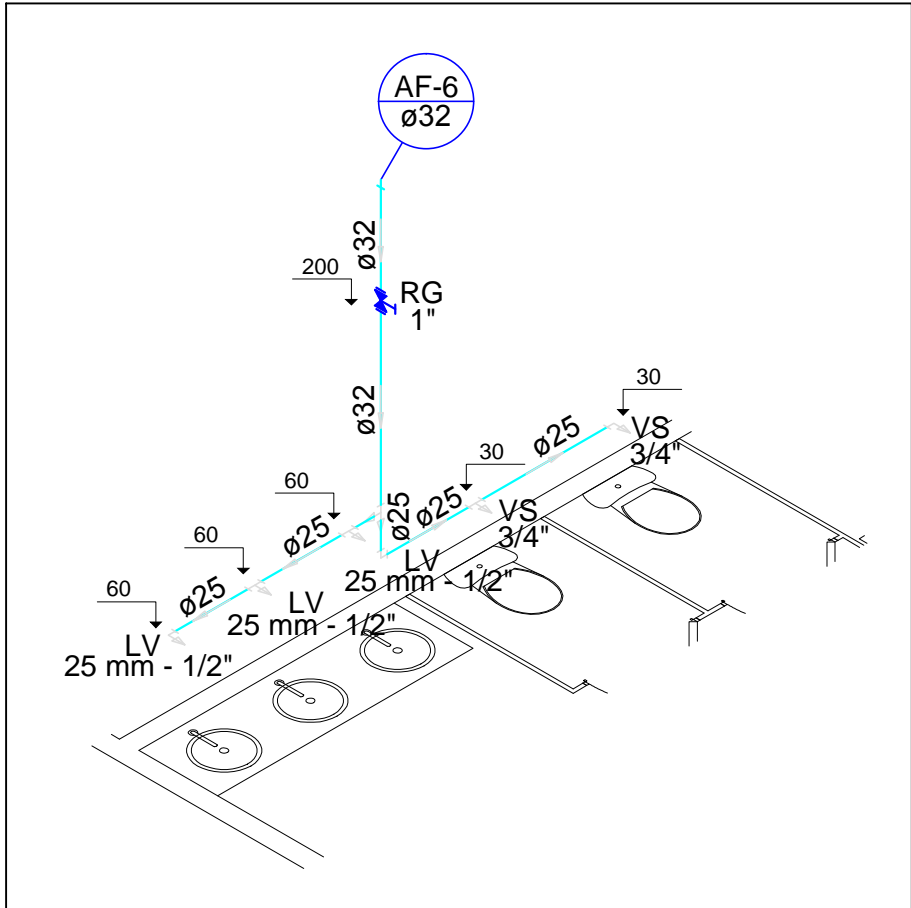 AF-6
ø32
ø32
200
RG
1"
ø32
30
ø25
VS
3/4"
30
60
ø25
ø25
VS
3/4"
60
ø25
LV
25 mm - 1/2"
60
ø25
LV
25 mm - 1/2"
LV
25 mm - 1/2"